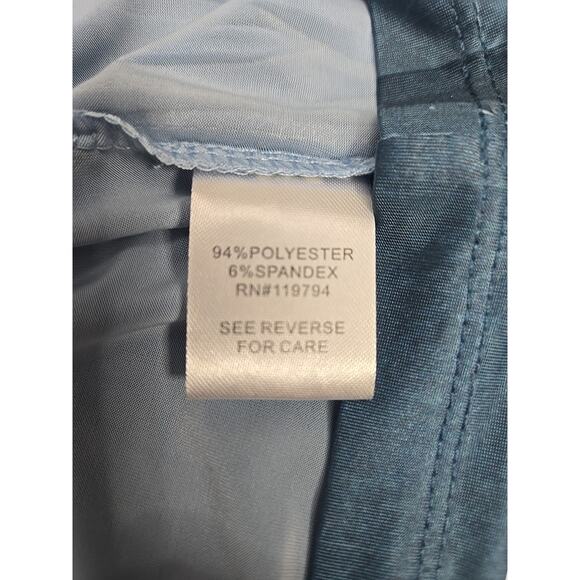 94%POLYESTER
6%SPANDEX
RN#119794
SEE REVERSE
FOR CARE